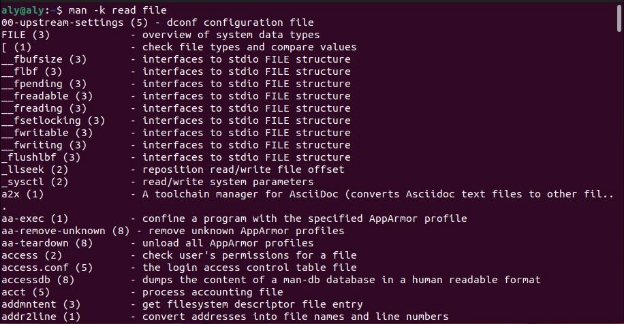 aly@aly:~$ man -k read file
00-upstream-settings (5) - dconf configuration file
FILE (3)             - overview of system data types
[ (1)                - check file types and compare values
__fbufsize (3)       - interfaces to stdio FILE structure
__flbf (3)           - interfaces to stdio FILE structure
__fpending (3)       - interfaces to stdio FILE structure
__freadable (3)      - interfaces to stdio FILE structure
__freading (3)       - interfaces to stdio FILE structure
__fsetlocking (3)    - interfaces to stdio FILE structure
__fwritable (3)      - interfaces to stdio FILE structure
__fwriting (3)       - interfaces to stdio FILE structure
_flushlbf (3)        - interfaces to stdio FILE structure
_llseek (2)          - reposition read/write file offset
_sysctl (2)          - read/write system parameters
a2x (1)              - A toolchain manager for AsciiDoc (converts Asciidoc text files to other fil..
.
aa-exec (1)          - confine a program with the specified AppArmor profile
aa-remove-unknown (8) - remove unknown AppArmor profiles
aa-teardown (8)      - unload all AppArmor profiles
access (2)           - check user's permissions for a file
access.conf (5)      - the login access control table file
accessdb (8)         - dumps the content of a man-db database in a human readable format
acct (5)             - process accounting file
addmntent (3)        - get filesystem descriptor file entry
addr2line (1)        - convert addresses into file names and line numbers